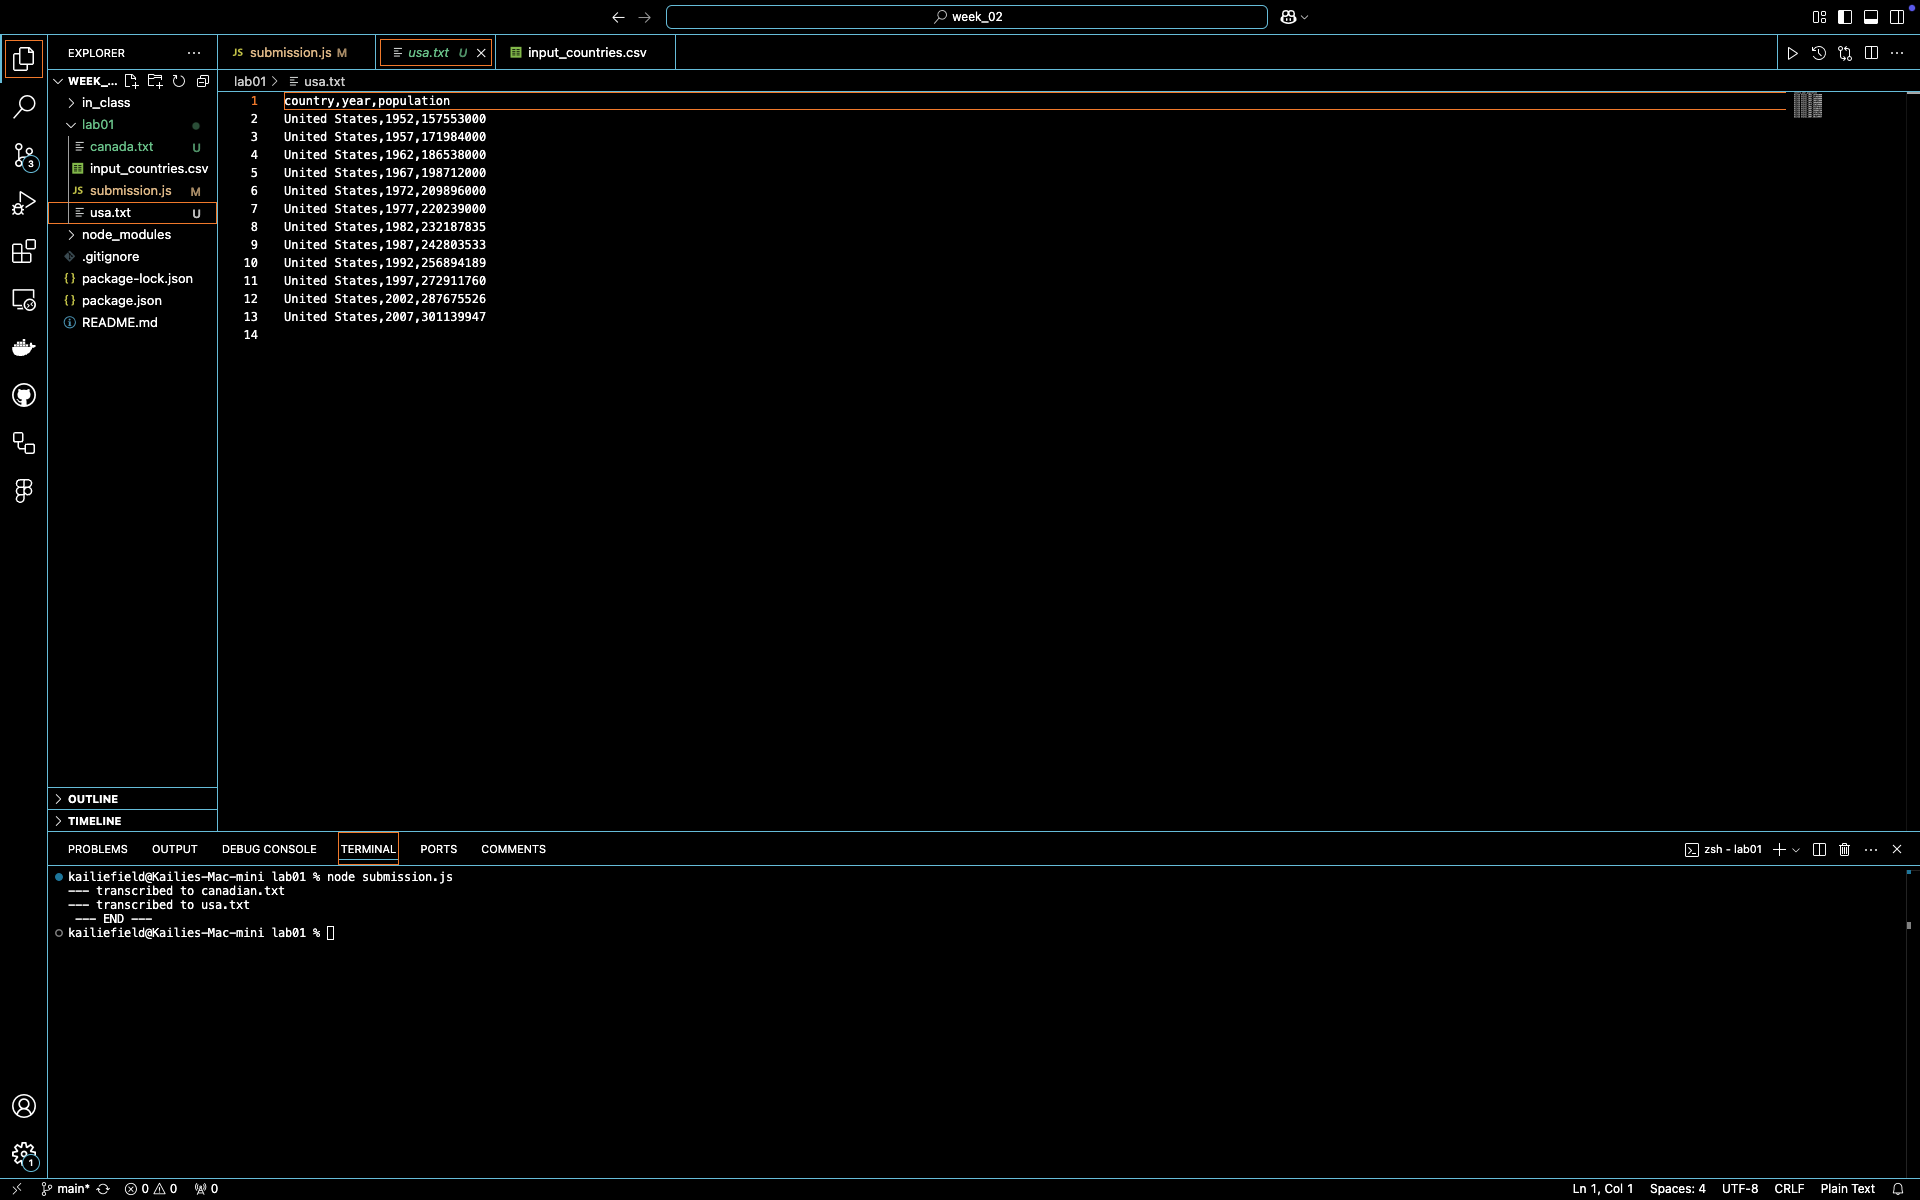 week_02
EXPLORER
submission.js M
usa.txt U
input_countries.csv
WEEK_...
lab01 > usa.txt
in_class
lab01
canada.txt U
input_countries.csv
submission.js M
usa.txt U
node_modules
.gitignore
package-lock.json
package.json
README.md
OUTLINE
TIMELINE
1 country,year,population
2 United States,1952,157553000
3 United States,1957,171984000
4 United States,1962,186538000
5 United States,1967,198712000
6 United States,1972,209896000
7 United States,1977,220239000
8 United States,1982,232187835
9 United States,1987,242803533
10 United States,1992,256894189
11 United States,1997,272911760
12 United States,2002,287675526
13 United States,2007,301139947
14
3
PROBLEMS OUTPUT DEBUG CONSOLE TERMINAL PORTS COMMENTS
zsh - lab01
kailiefield@Kailies-Mac-mini lab01 % node submission.js
--- transcribed to canadian.txt
--- transcribed to usa.txt
--- END ---
kailiefield@Kailies-Mac-mini lab01 %
1
main* 0 0 0
Ln 1, Col 1 Spaces: 4 UTF-8 CRLF Plain Text